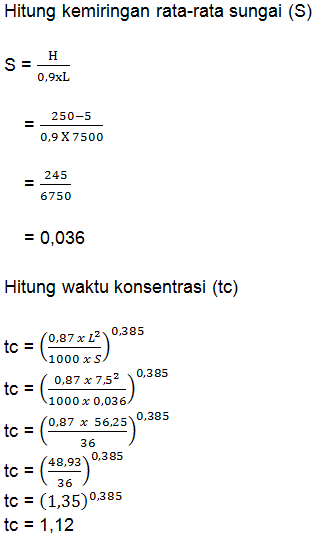 Hitung kemiringan rata-rata sungai (S)
S = H / 0,9xL
= 250−5 / 0,9 X 7500
= 245 / 6750
= 0,036
Hitung waktu konsentrasi (tc)
tc = (0,87 x L² / 1000 x S)^0,385
tc = (0,87 x 7,5² / 1000 x 0,036)^0,385
tc = (0,87 x 56,25 / 36)^0,385
tc = (48,93 / 36)^0,385
tc = (1,35)^0,385
tc = 1,12